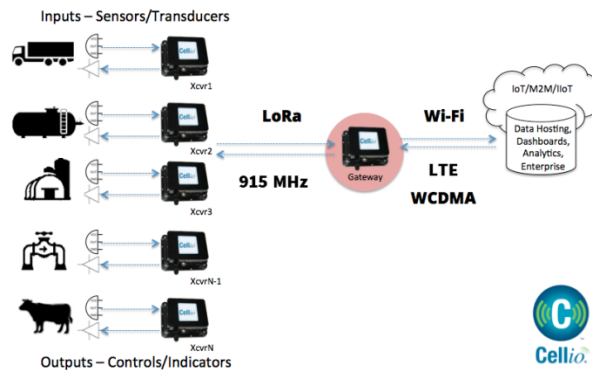 Inputs – Sensors/Transducers
Xcvr1
Xcvr2
Xcvr3
XcvrN-1
XcvrN
Outputs – Controls/Indicators
LoRa
915 MHz
Cellio
Gateway
Wi-Fi
LTE
WCDMA
IoT/M2M/IIoT
Data Hosting,
Dashboards,
Analytics,
Enterprise
C
Cellio